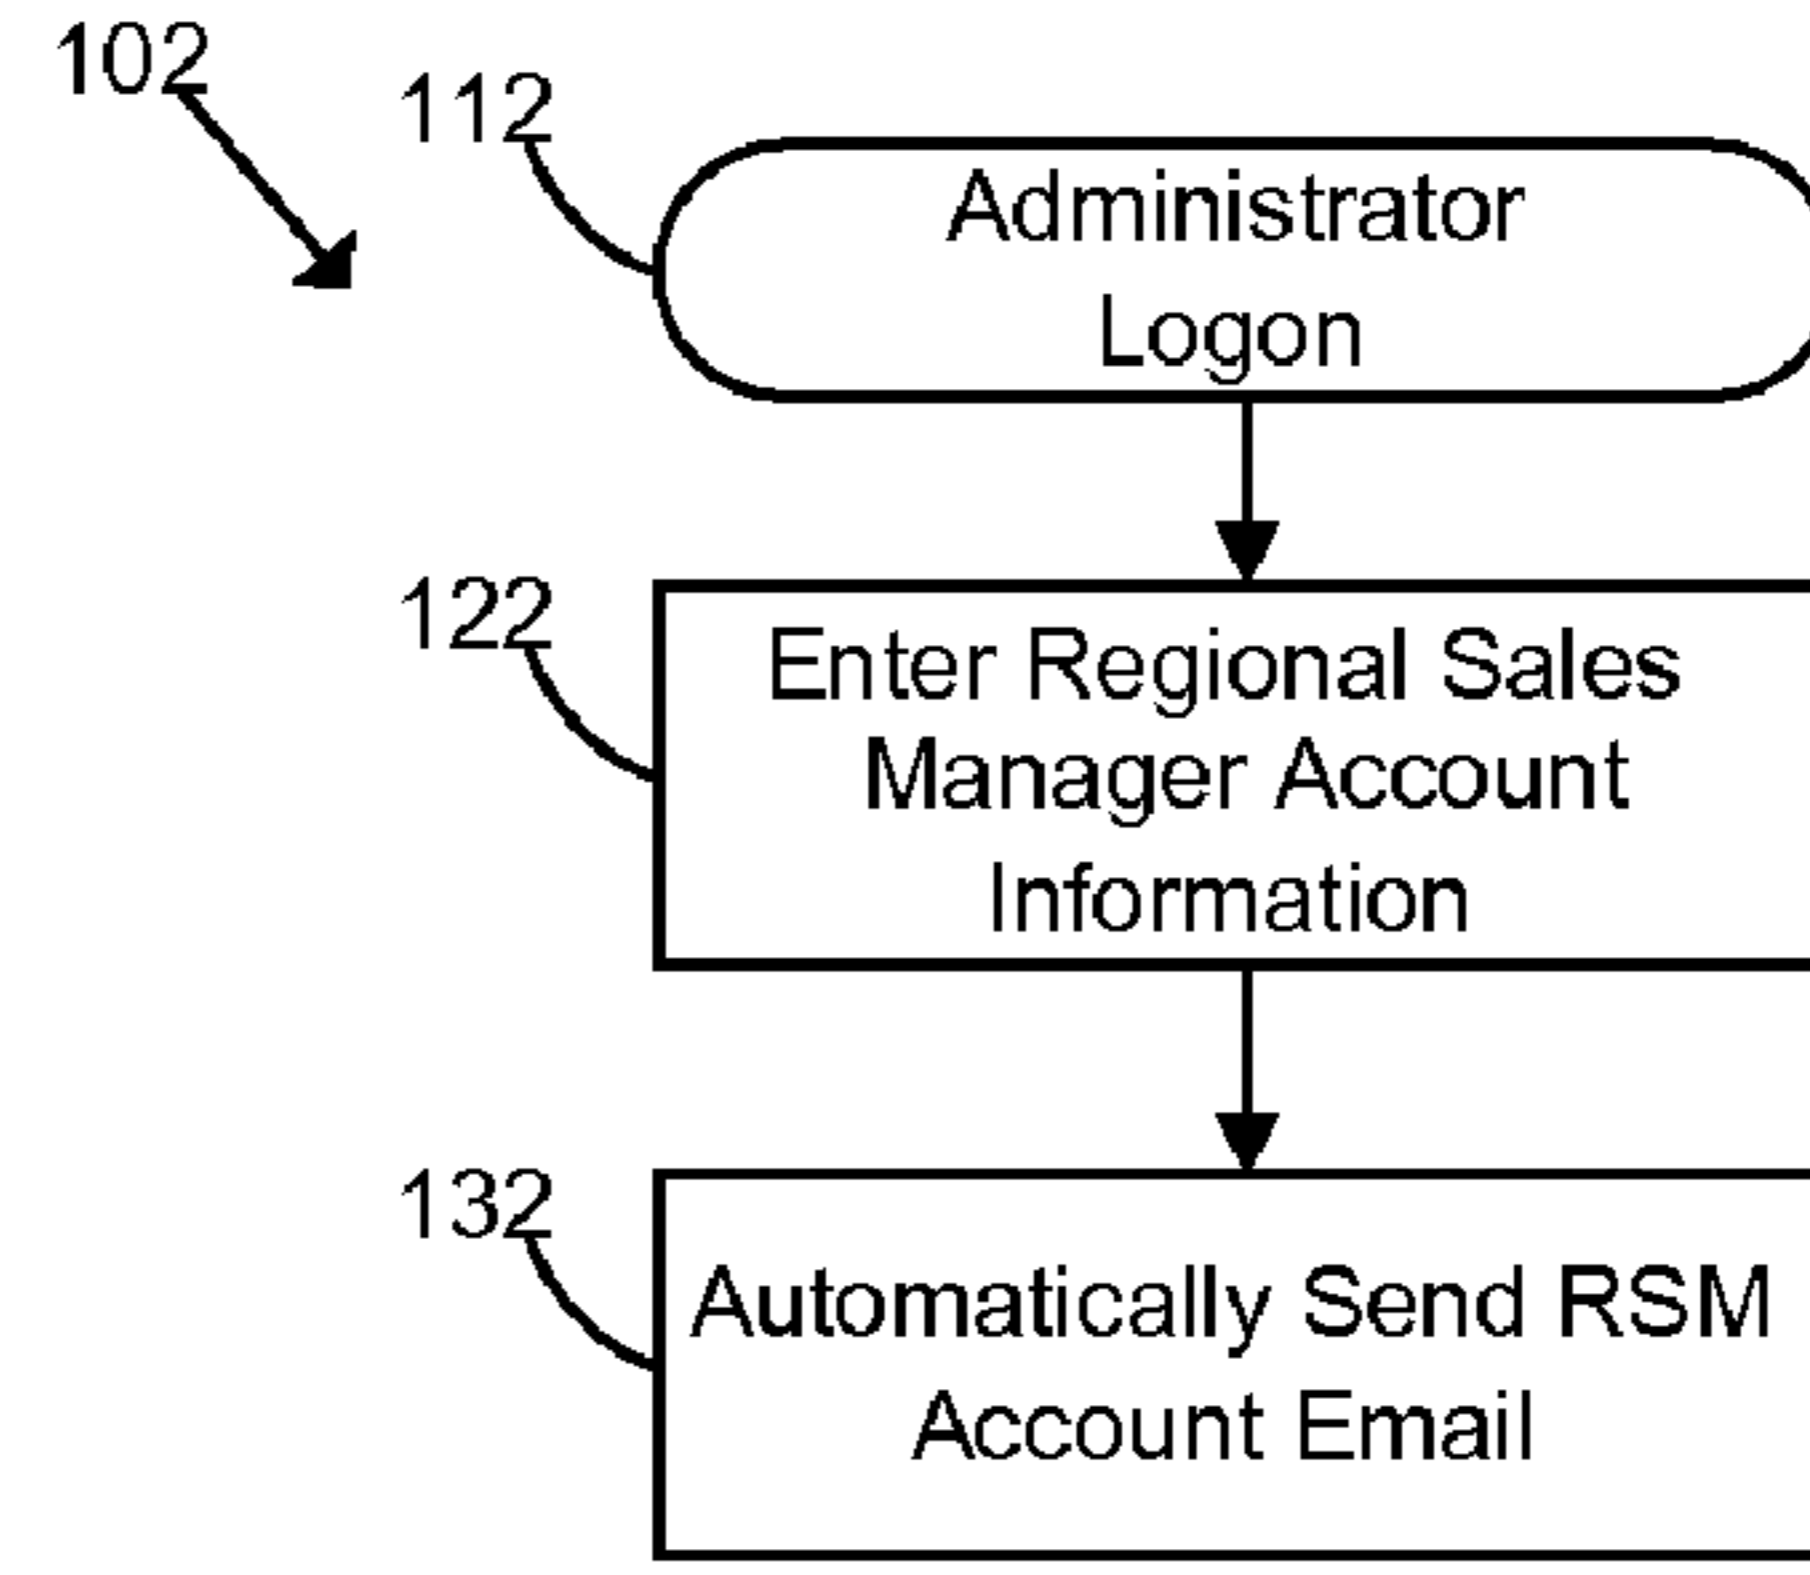 102
112
Administrator
Logon
122
Enter Regional Sales
Manager Account
Information
132
Automatically Send RSM
Account Email